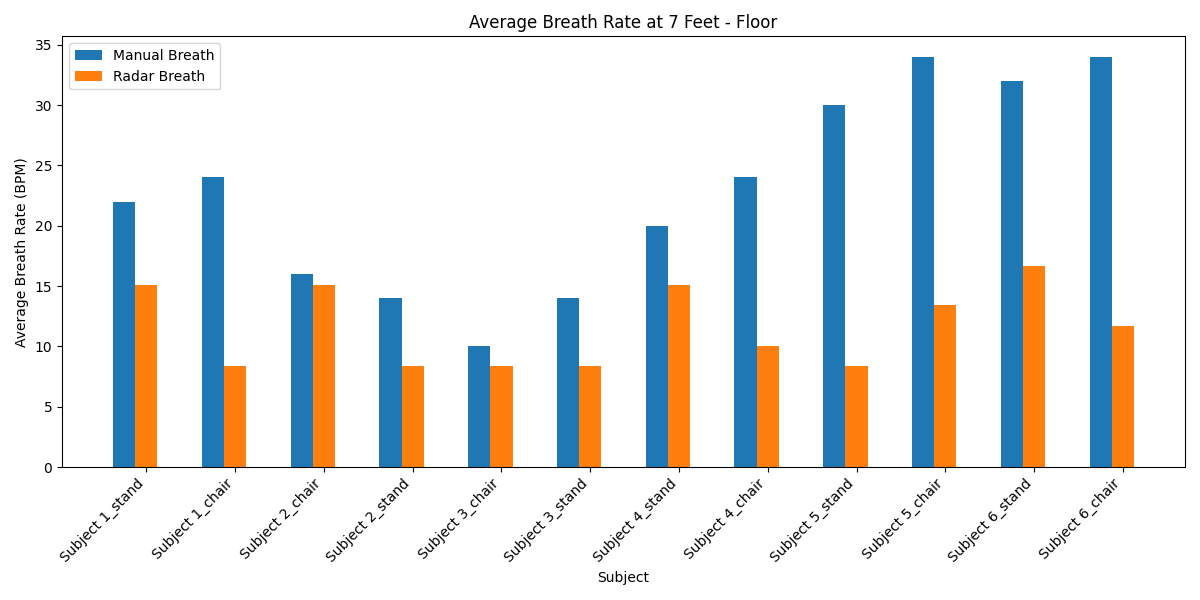 Average Breath Rate at 7 Feet - Floor
Manual Breath
Radar Breath
Average Breath Rate (BPM)
35
30
25
20
15
10
5
0
Subject 1_stand
Subject 1_chair
Subject 2_chair
Subject 2_stand
Subject 3_chair
Subject 3_stand
Subject 4_stand
Subject 4_chair
Subject 5_stand
Subject 5_chair
Subject 6_stand
Subject 6_chair
Subject